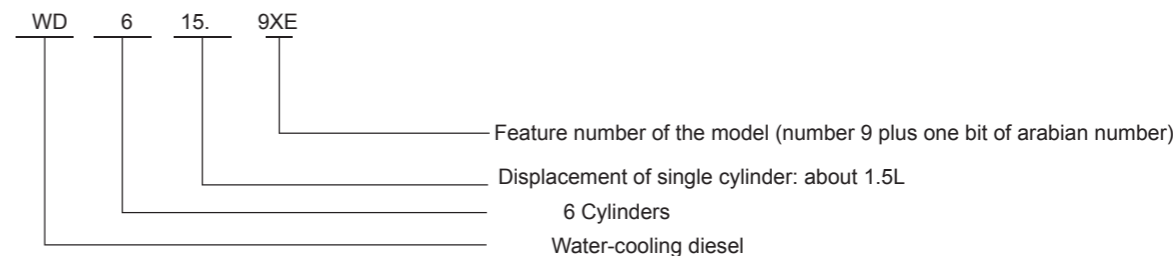 WD 6 15. 9XE
Feature number of the model (number 9 plus one bit of arabian number)
Displacement of single cylinder: about 1.5L
6 Cylinders
Water-cooling diesel